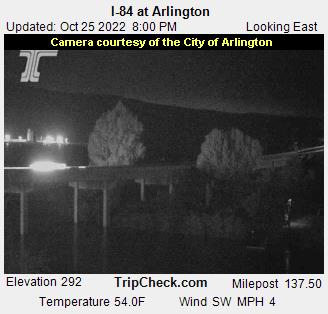 I-84 at Arlington
Updated: Oct 25 2022 8:00 PM Looking East
Camera courtesy of the City of Arlington
Elevation 292 TripCheck.com Milepost 137.50
Temperature 54.0F Wind SW MPH 4